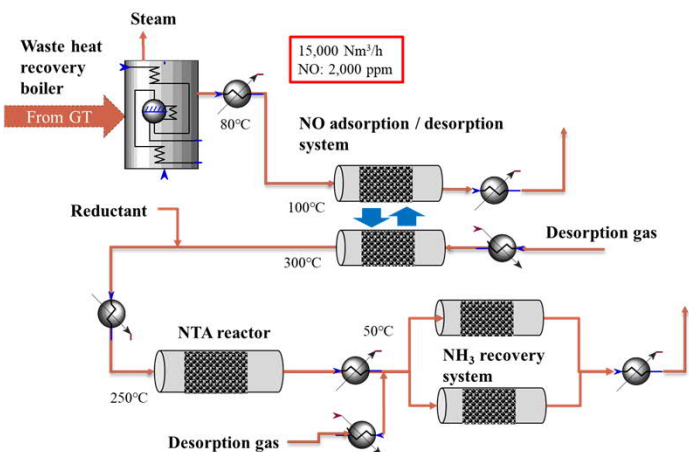 Steam
Waste heat
recovery
boiler
From GT
15,000 Nm³/h
NO: 2,000 ppm
80℃
NO adsorption / desorption
system
100℃
Reductant
Desorption gas
300℃
NTA reactor
50℃
NH₃ recovery
system
250℃
Desorption gas